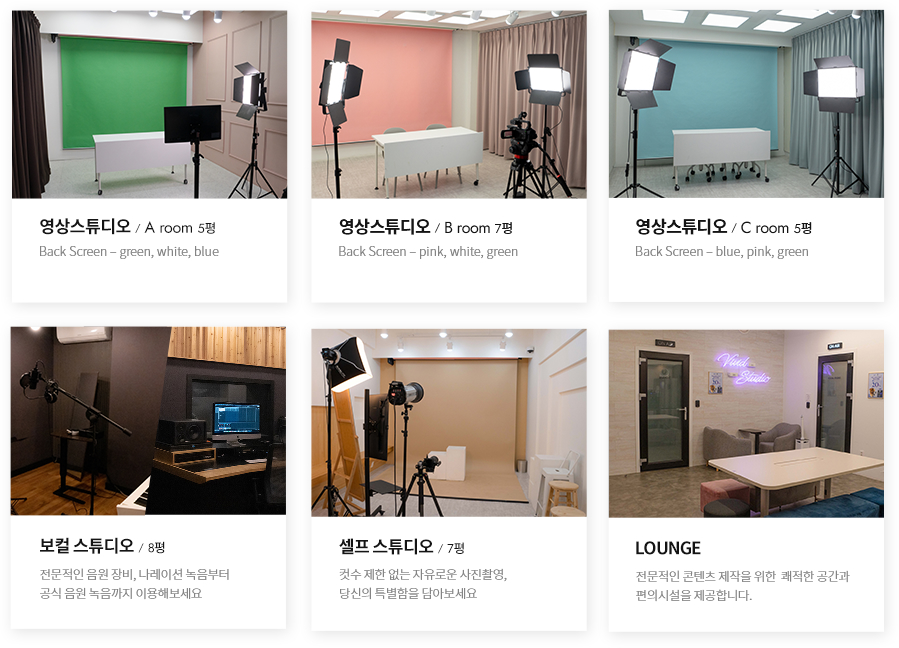 영상스튜디오 / A room 5평
Back Screen – green, white, blue
영상스튜디오 / B room 7평
Back Screen – pink, white, green
영상스튜디오 / C room 5평
Back Screen – blue, pink, green
보컬 스튜디오 / 8평
전문적인 음원 장비, 나레이션 녹음부터
공식 음원 녹음까지 이용해보세요
셀프 스튜디오 / 7평
컷수 제한 없는 자유로운 사진촬영,
당신의 특별함을 담아보세요
ON AIR
Vivid
Studio
LOUNGE
전문적인 콘텐츠 제작을 위한 쾌적한 공간과
편의시설을 제공합니다.